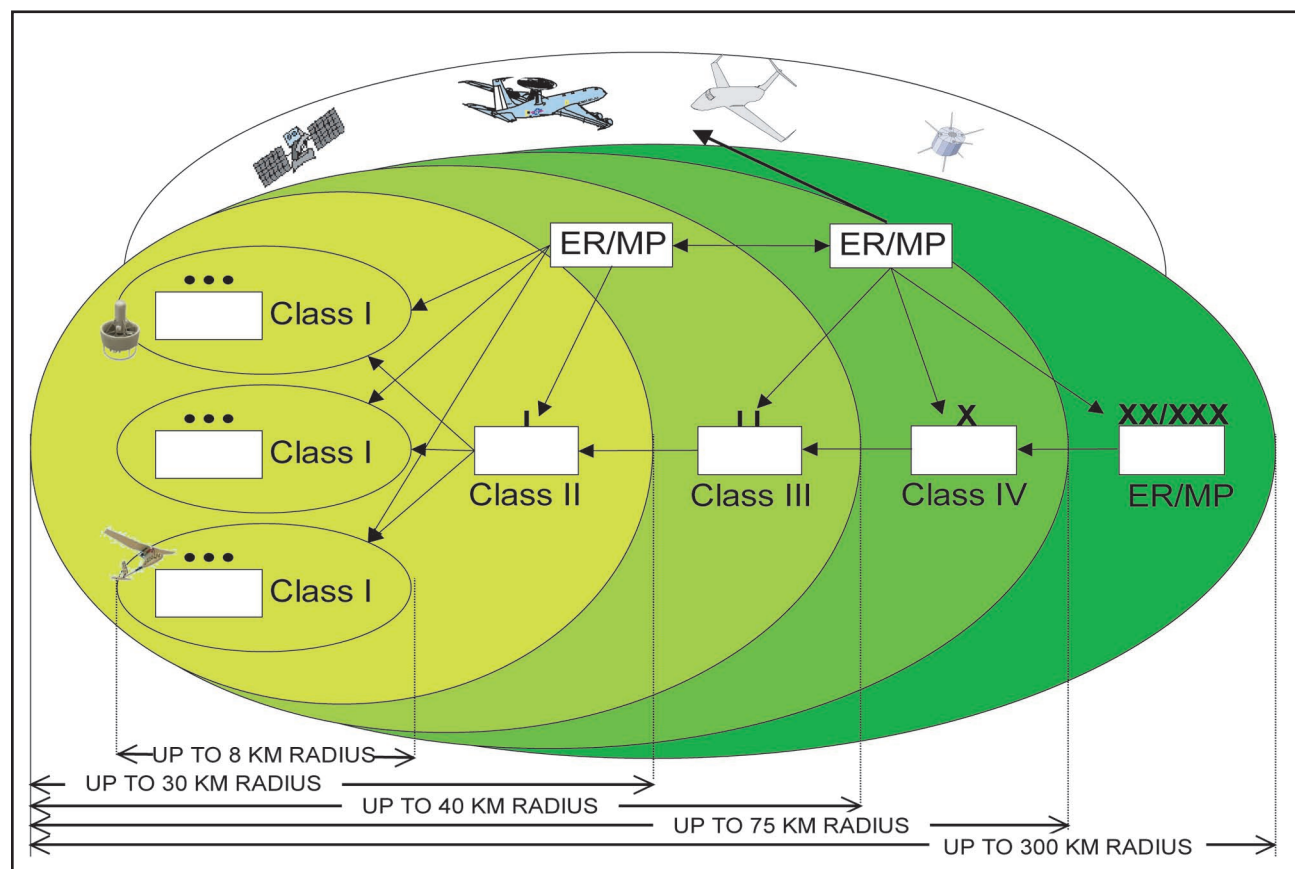 ER/MP
ER/MP
•••
Class I
•••
Class I
•••
Class I
I
Class II
I I
Class III
X
Class IV
XX/XXX
ER/MP
UP TO 8 KM RADIUS
UP TO 30 KM RADIUS
UP TO 40 KM RADIUS
UP TO 75 KM RADIUS
UP TO 300 KM RADIUS